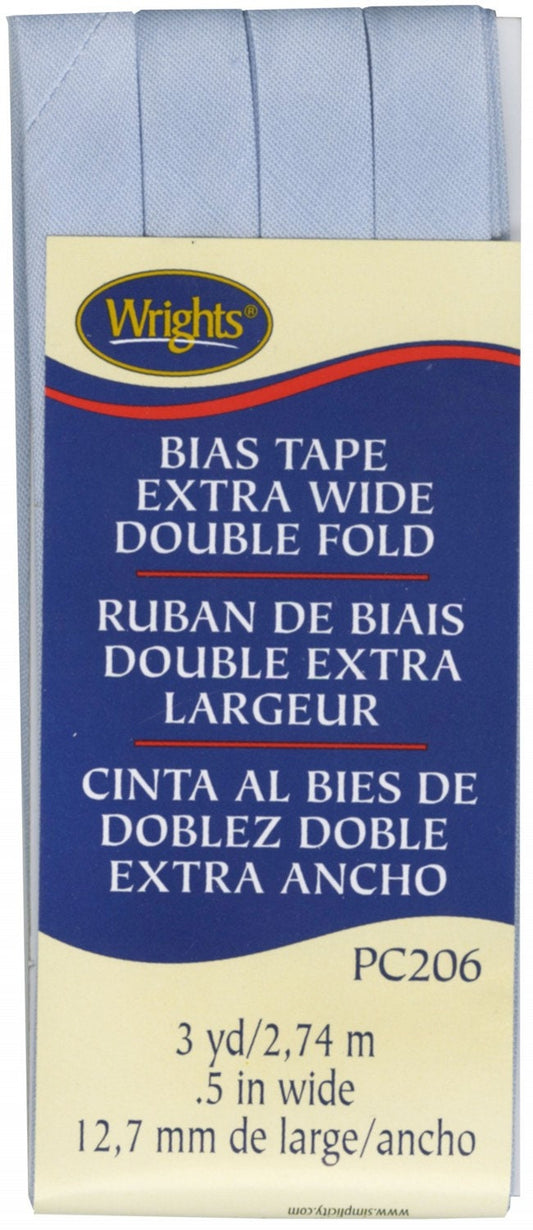 Wrights®
BIAS TAPE
EXTRA WIDE
DOUBLE FOLD
RUBAN DE BIAIS
DOUBLE EXTRA
LARGEUR
CINTA AL BIES DE
DOBLEZ DOBLE
EXTRA ANCHO
PC206
3 yd/2,74 m
.5 in wide
12,7 mm de large/ancho
www.simplicity.com